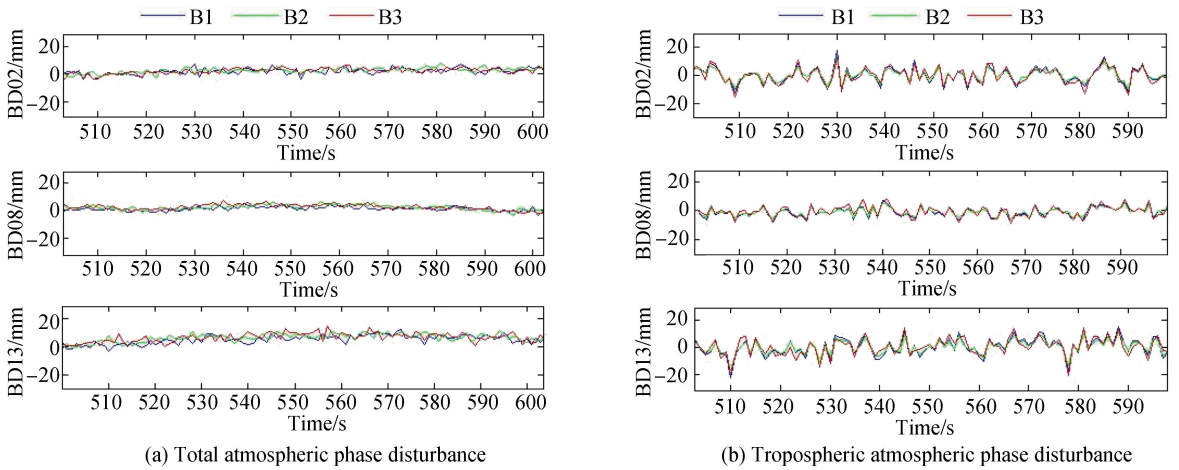 B1 B2 B3
BD02/mm
20
0
−20
510 520 530 540 550 560 570 580 590 600
Time/s
BD08/mm
20
0
−20
510 520 530 540 550 560 570 580 590 600
Time/s
BD13/mm
20
0
−20
510 520 530 540 550 560 570 580 590 600
Time/s
(a) Total atmospheric phase disturbance
B1 B2 B3
BD02/mm
20
0
−20
510 520 530 540 550 560 570 580 590
Time/s
BD08/mm
20
0
−20
510 520 530 540 550 560 570 580 590
Time/s
BD13/mm
20
0
−20
510 520 530 540 550 560 570 580 590
Time/s
(b) Tropospheric atmospheric phase disturbance